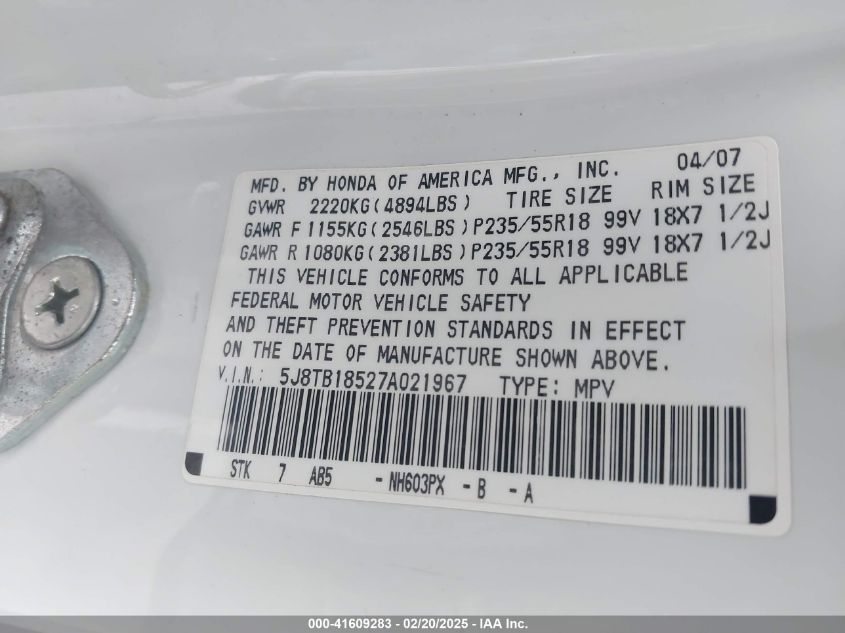 MFD. BY HONDA OF AMERICA MFG., INC. 04/07
GVWR 2220KG(4894LBS) TIRE SIZE RIM SIZE
GAWR F 1155KG(2546LBS)P235/55R18 99V 18X7 1/2J
GAWR R 1080KG(2381LBS)P235/55R18 99V 18X7 1/2J
THIS VEHICLE CONFORMS TO ALL APPLICABLE
FEDERAL MOTOR VEHICLE SAFETY
AND THEFT PREVENTION STANDARDS IN EFFECT
ON THE DATE OF MANUFACTURE SHOWN ABOVE.
V.I.N.: 5J8TB18527A021967 TYPE: MPV
STK 7 AB5 - NH603PX - B - A
000-41609283 - 02/20/2025 - IAAI.com